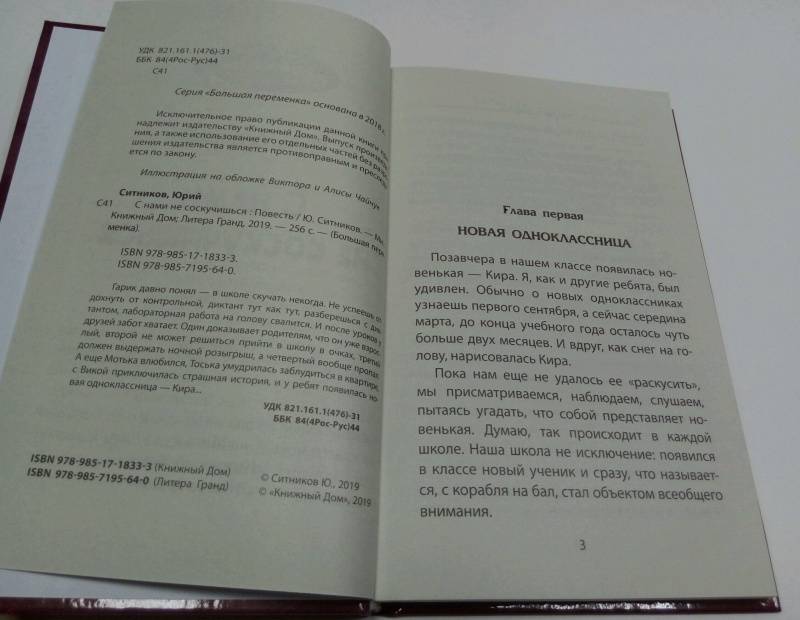 УДК 821.161.1(476)-31
ББК 84(4Рос-Рус)44
С41
Серия «Большая переменка» основана в 2018 г.
Исключительное право публикации данной книги
надлежит издательству «Книжный Дом». Выпуск
ния, а также использование его отдельных частей без
шения издательства является противоправным и
ется по закону.
Иллюстрация на обложке Виктора и Алисы
Ситников, Юрий
С41 С нами не соскучишься : Повесть / Ю. Ситников. —
Книжный Дом; Литера Гранд, 2019. — 256 с. — (Большая пере
менка).
ISBN 978-985-17-1833-3.
ISBN 978-985-7195-64-0.
Гарик давно понял — в школе скучать некогда. Не успеешь от
дохнуть от контрольной, диктант тут как тут, разберешься с дик
тантом, лабораторная работа на голову свалится. И после уроков у
друзей забот хватает. Один доказывает родителям, что он уже
лый, второй не может решиться прийти в школу в очках, третий
должен выдержать ночной розыгрыш, а четвертый вообще пропал.
А еще Мотька влюбился, Тоська умудрилась заблудиться в квартире,
с Викой приключилась страшная история, и у ребят появилась но-
вая одноклассница — Кира...
УДК 821.161.1(476)-31
ББК 84(4Рос-Рус)44
ISBN 978-985-17-1833-3 (Книжный Дом)
ISBN 978-985-7195-64-0 (Литера Гранд)
© Ситников Ю., 2019
© «Книжный Дом», 2019
Глава первая
НОВАЯ ОДНОКЛАССНИЦА
Позавчера в нашем классе появилась но-
венькая — Кира. Я, как и другие ребята, был
удивлен. Обычно о новых одноклассниках
узнаешь первого сентября, а сейчас середина
марта, до конца учебного года осталось чуть
больше двух месяцев. И вдруг, как снег на го-
лову, нарисовалась Кира.
Пока нам еще не удалось ее «раскусить»,
мы присматриваемся, наблюдаем, слушаем,
пытаясь угадать, что собой представляет но-
венькая. Думаю, так происходит в каждой
школе. Наша школа не исключение: появился
в классе новый ученик и сразу, что называет-
ся, с корабля на бал, стал объектом всеобщего
внимания.
3